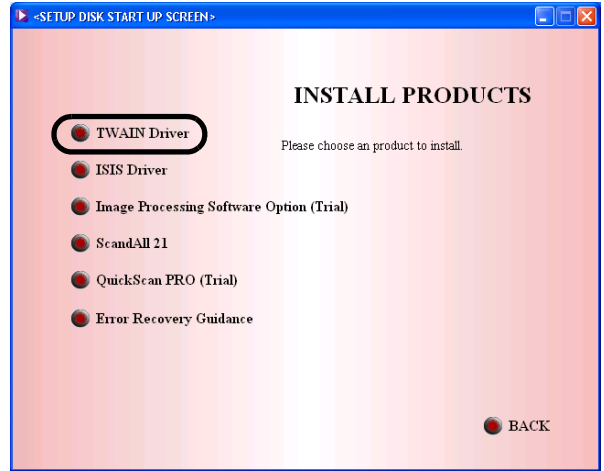 <SETUP DISK START UP SCREEN>
INSTALL PRODUCTS
Please choose an product to install.
TWAIN Driver
ISIS Driver
Image Processing Software Option (Trial)
ScandAll 21
QuickScan PRO (Trial)
Error Recovery Guidance
BACK